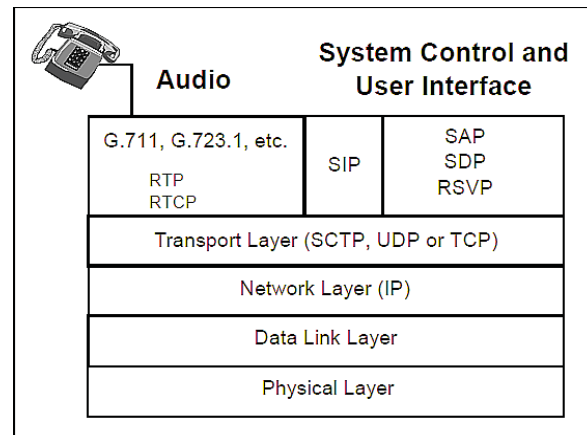 Audio
System Control and
User Interface
G.711, G.723.1, etc.
RTP
RTCP
SIP
SAP
SDP
RSVP
Transport Layer (SCTP, UDP or TCP)
Network Layer (IP)
Data Link Layer
Physical Layer